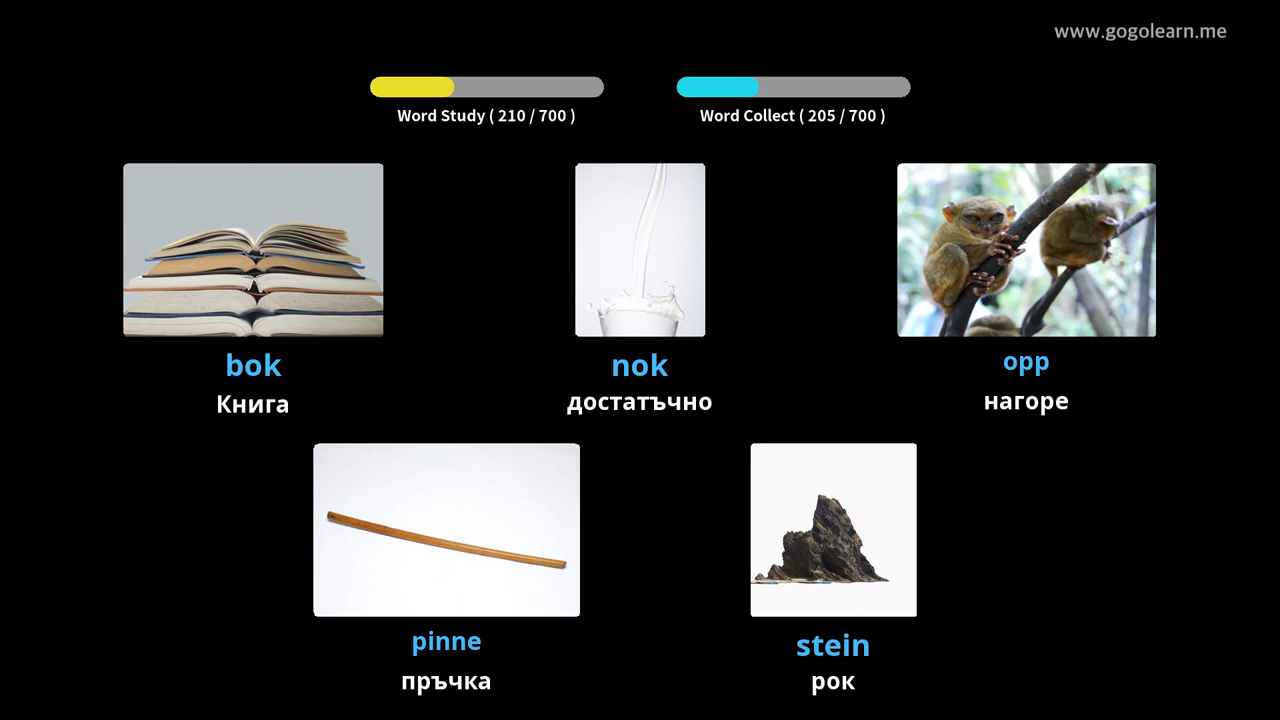 www.gogolearn.me
Word Study ( 210 / 700 )
Word Collect ( 205 / 700 )
bok
Книга
nok
достатъчно
opp
нагоре
pinne
пръчка
stein
рок